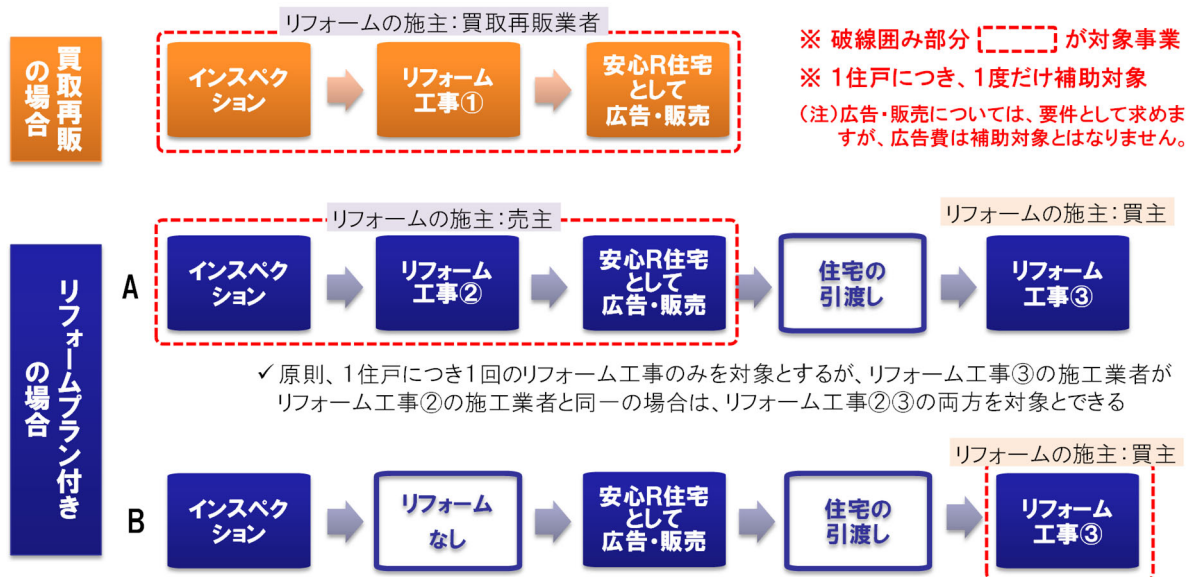 リフォームの施主：買取再販業者
買取再販
の場合
インスペク
ション
リフォーム
工事①
安心R住宅
として
広告・販売
※ 破線囲み部分 が対象事業
※ 1住戸につき、1度だけ補助対象
（注）広告・販売については、要件として求めま
すが、広告費は補助対象とはなりません。
リフォームプラン付き
の場合
リフォームの施主：売主
リフォームの施主：買主
A
インスペク
ション
リフォーム
工事②
安心R住宅
として
広告・販売
住宅の
引渡し
リフォーム
工事③
✓原則、1住戸につき1回のリフォーム工事のみを対象とするが、リフォーム工事③の施工業者が
リフォーム工事②の施工業者と同一の場合は、リフォーム工事②③の両方を対象とできる
リフォームの施主：買主
B
インスペク
ション
リフォーム
なし
安心R住宅
として
広告・販売
住宅の
引渡し
リフォーム
工事③